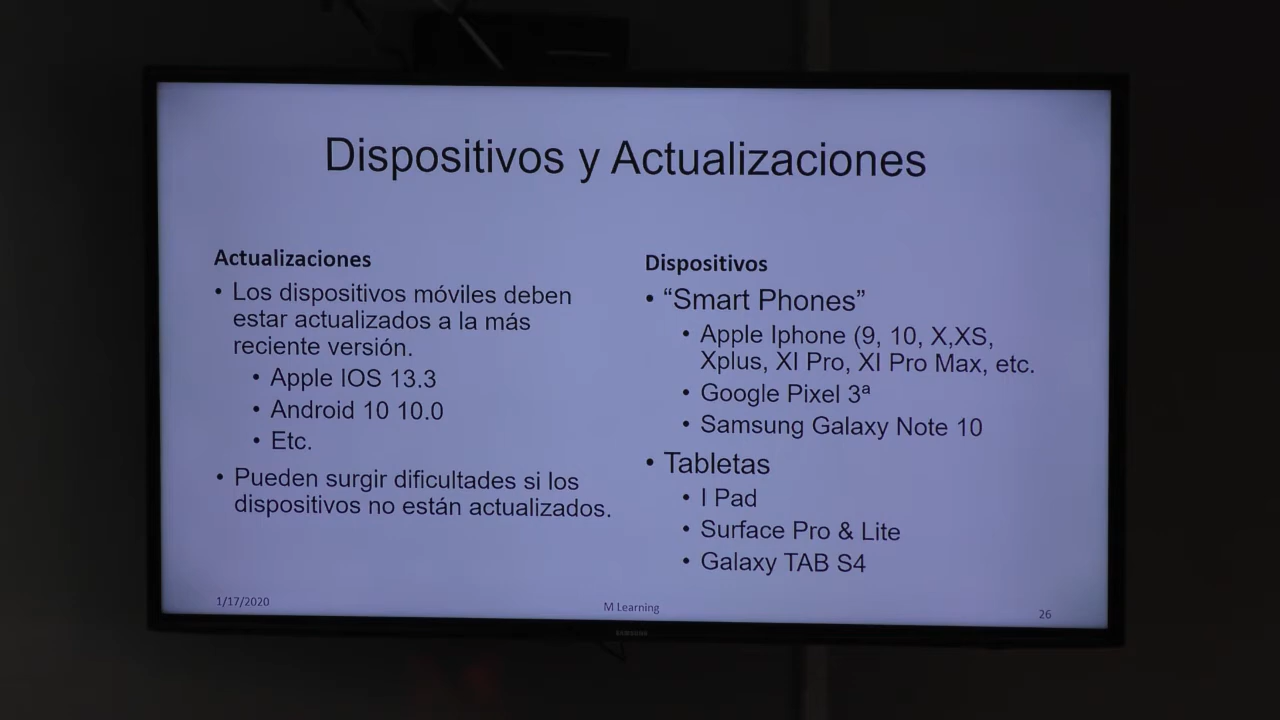 Dispositivos y Actualizaciones
Actualizaciones
• Los dispositivos móviles deben
estar actualizados a la más
reciente versión.
• Apple IOS 13.3
• Android 10 10.0
• Etc.
• Pueden surgir dificultades si los
dispositivos no están actualizados.
Dispositivos
• “Smart Phones”
• Apple Iphone (9, 10, X,XS,
Xplus, XI Pro, XI Pro Max, etc.
• Google Pixel 3ª
• Samsung Galaxy Note 10
• Tabletas
• I Pad
• Surface Pro & Lite
• Galaxy TAB S4
1/17/2020
M Learning
26
SAMSUNG